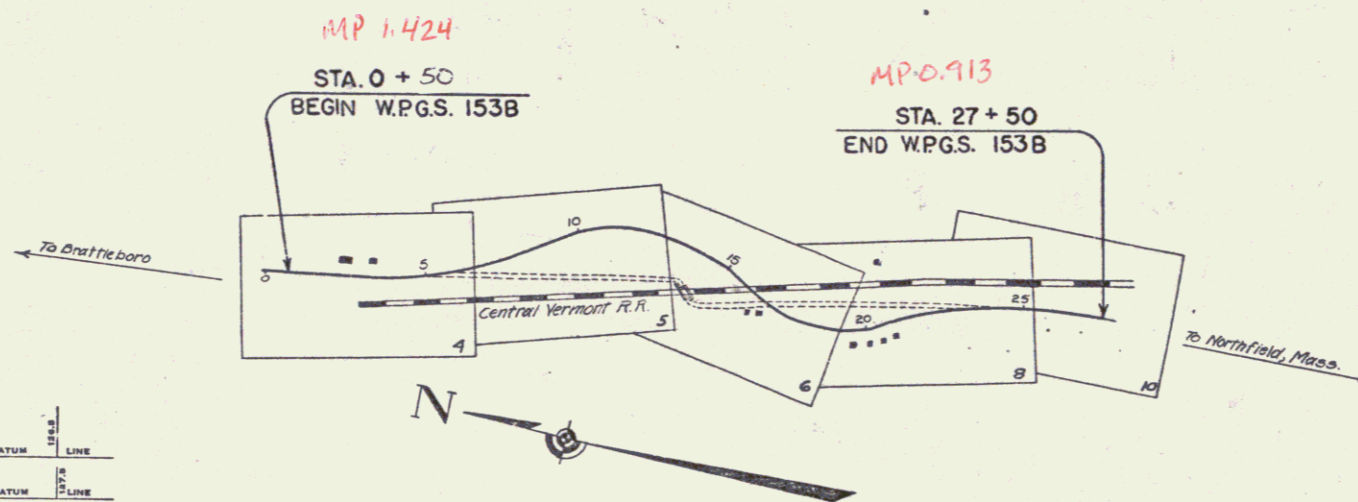 MP 1.424
STA. 0 + 50
BEGIN W.P.G.S. 153B
MP 0.913
STA. 27 + 50
END W.P.G.S. 153B
To Brattleboro
0
5
10
15
20
25
Central Vermont R.R.
4
5
6
8
10
To Northfield, Mass.
N
ATUM LINE
ATUM LINE